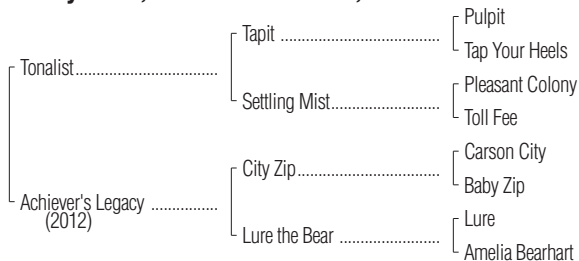 Pulpit
Tapit
Tap Your Heels
Tonalist
Pleasant Colony
Settling Mist
Toll Fee
Carson City
City Zip
Baby Zip
Achiever's Legacy
(2012)
Lure
Lure the Bear
Amelia Bearhart